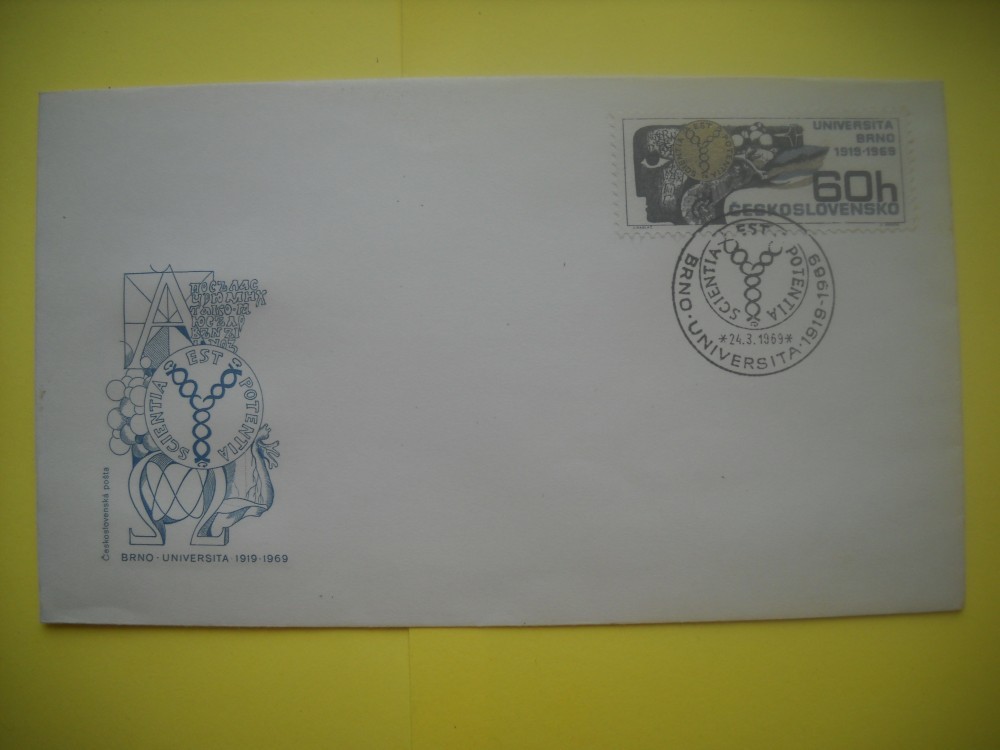 UNIVERSITA
BRNO
1919-1969
60h
ČESKOSLOVENSKO
SCIENTIA EST POTENTIA
*24.3.1969*
BRNO · UNIVERSITA · 1919-1969
А
SCIENTIA EST POTENTIA
Ω
Československá pošta
BRNO · UNIVERSITA · 1919-1969